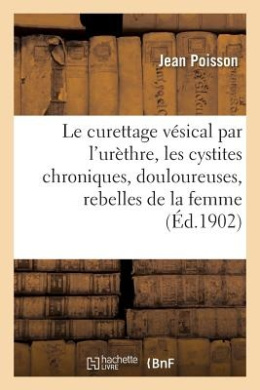 Jean Poisson
Le curettage vésical par l'urèthre, les cystites
chroniques, douloureuses, rebelles de la femme
(Éd.1902)
hachette
LIVRE
{BnF